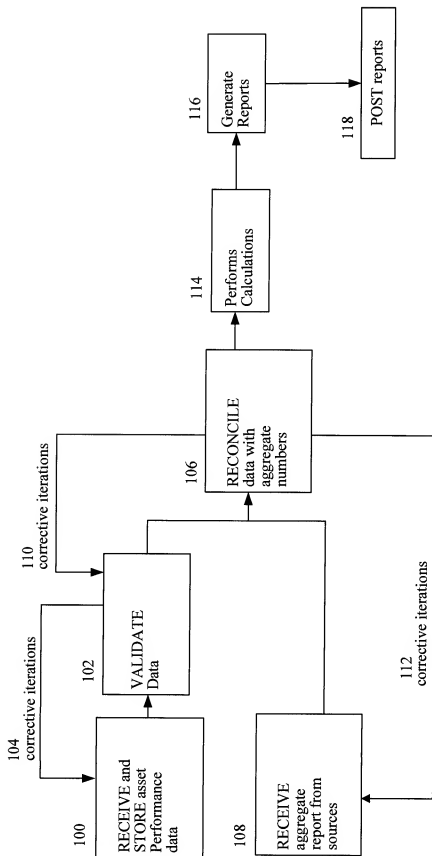 104
corrective iterations
110
corrective iterations
100
RECEIVE and
STORE asset
Performance
data
102
VALIDATE
Data
106
RECONCILE
data with
aggregate
numbers
114
Performs
Calculations
116
Generate
Reports
118
POST reports
108
RECEIVE
aggregate
report from
sources
112
corrective iterations